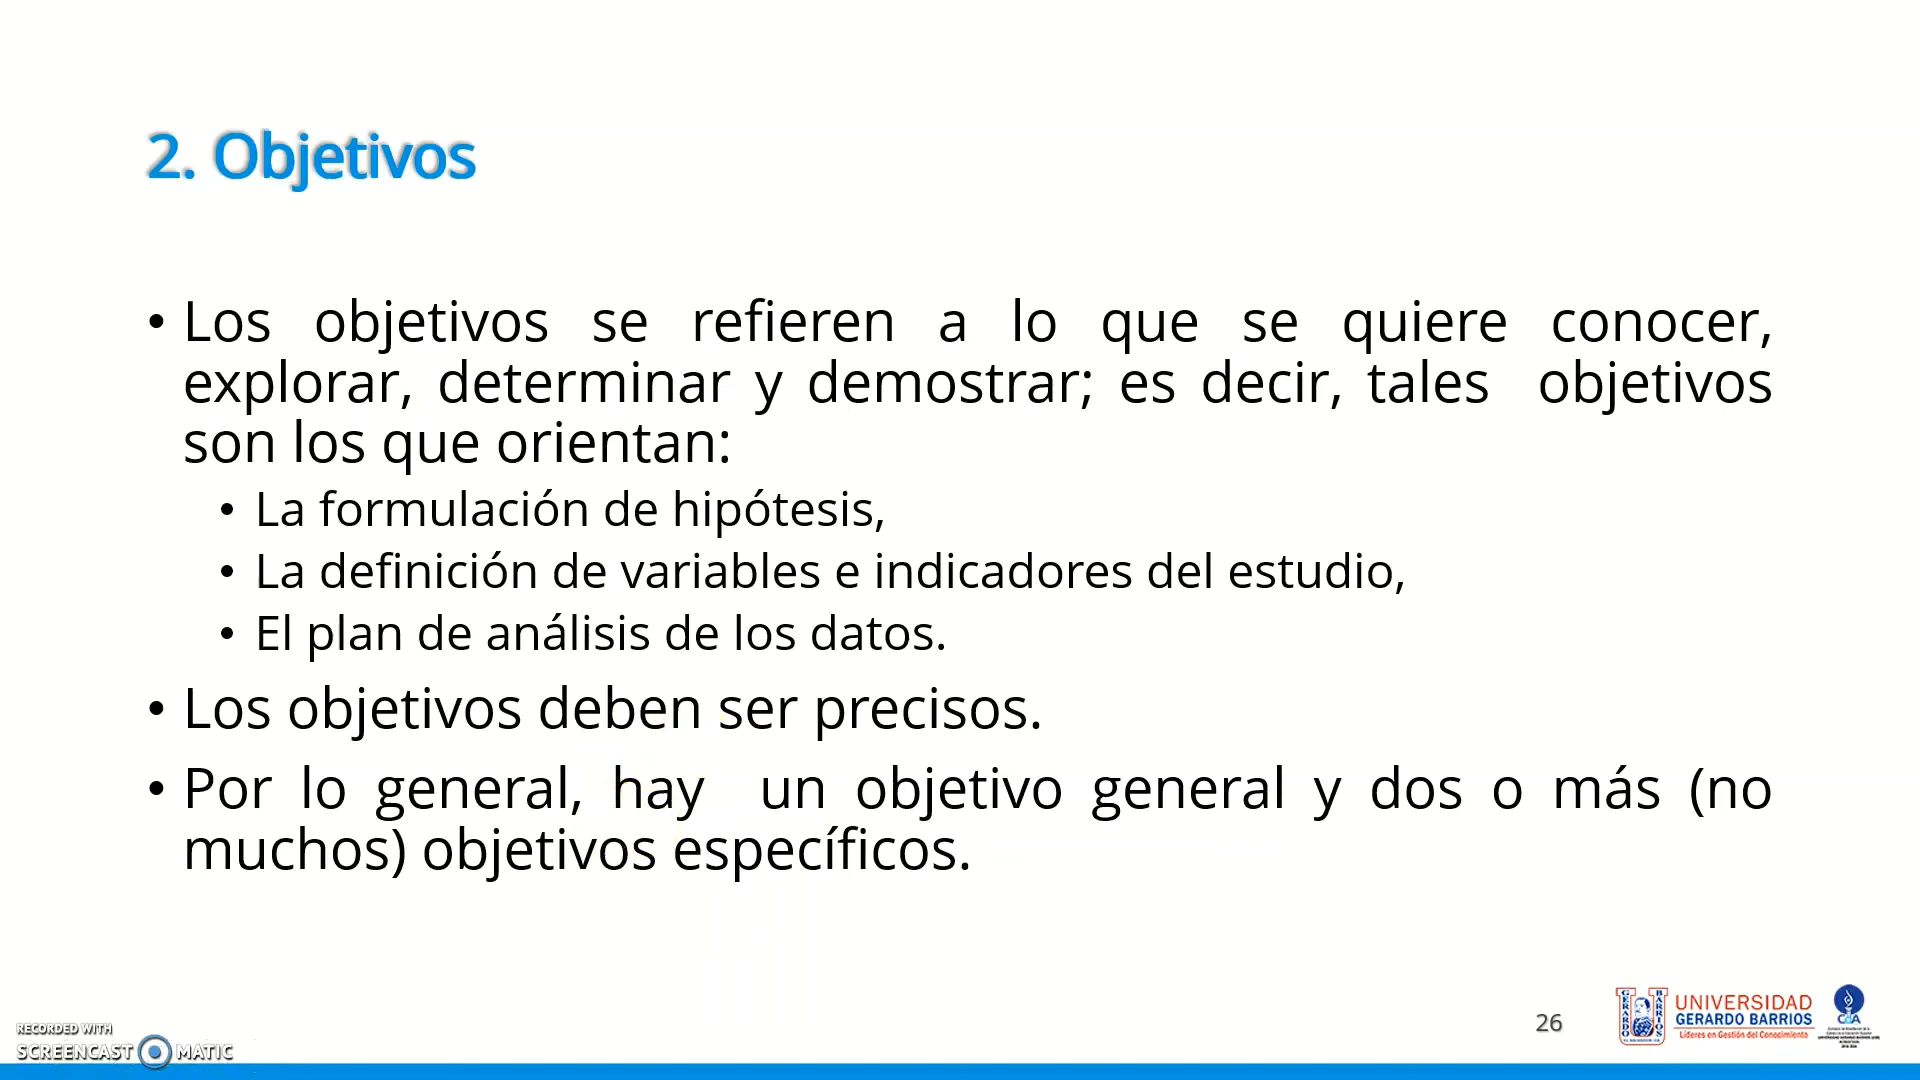 2. Objetivos
• Los objetivos se refieren a lo que se quiere conocer,
explorar, determinar y demostrar; es decir, tales objetivos
son los que orientan:
• La formulación de hipótesis,
• La definición de variables e indicadores del estudio,
• El plan de análisis de los datos.
• Los objetivos deben ser precisos.
• Por lo general, hay un objetivo general y dos o más (no
muchos) objetivos específicos.
26
GERARDO
BARRIOS
UNIVERSIDAD
GERARDO BARRIOS
Líderes en Gestión del Conocimiento
CdA
RECORDED WITH
SCREENCAST MATIC